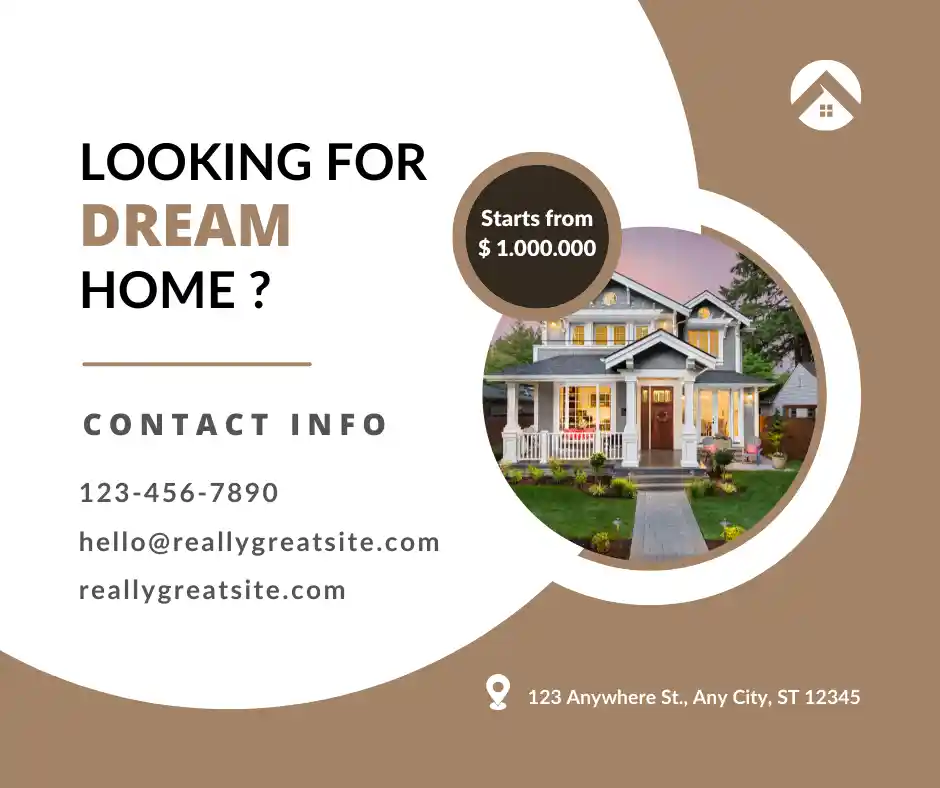 LOOKING FOR
DREAM
HOME ?
Starts from
$ 1.000.000
CONTACT INFO
123-456-7890
hello@reallygreatsite.com
reallygreatsite.com
123 Anywhere St., Any City, ST 12345